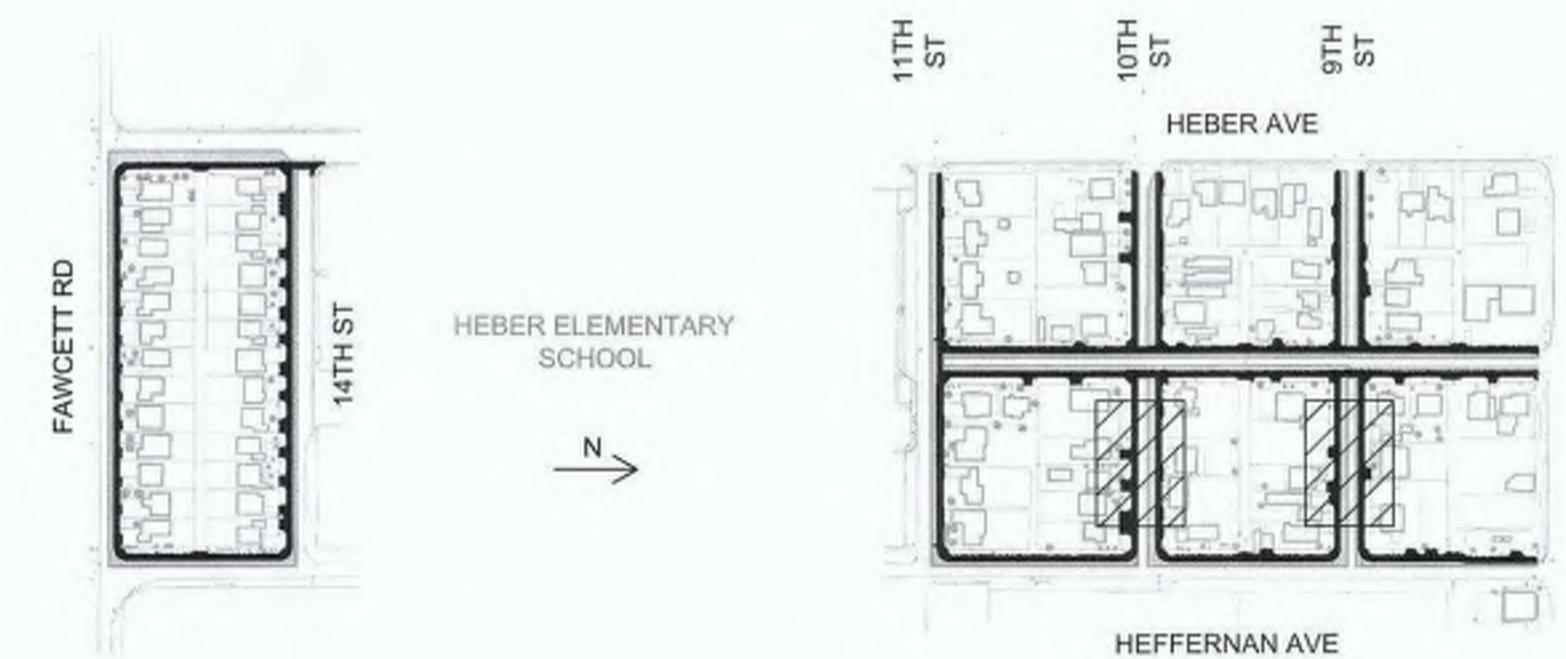 11TH
ST
10TH
ST
9TH
ST
HEBER AVE
FAWCETT RD
14TH ST
HEBER ELEMENTARY
SCHOOL
N
HEFFERNAN AVE